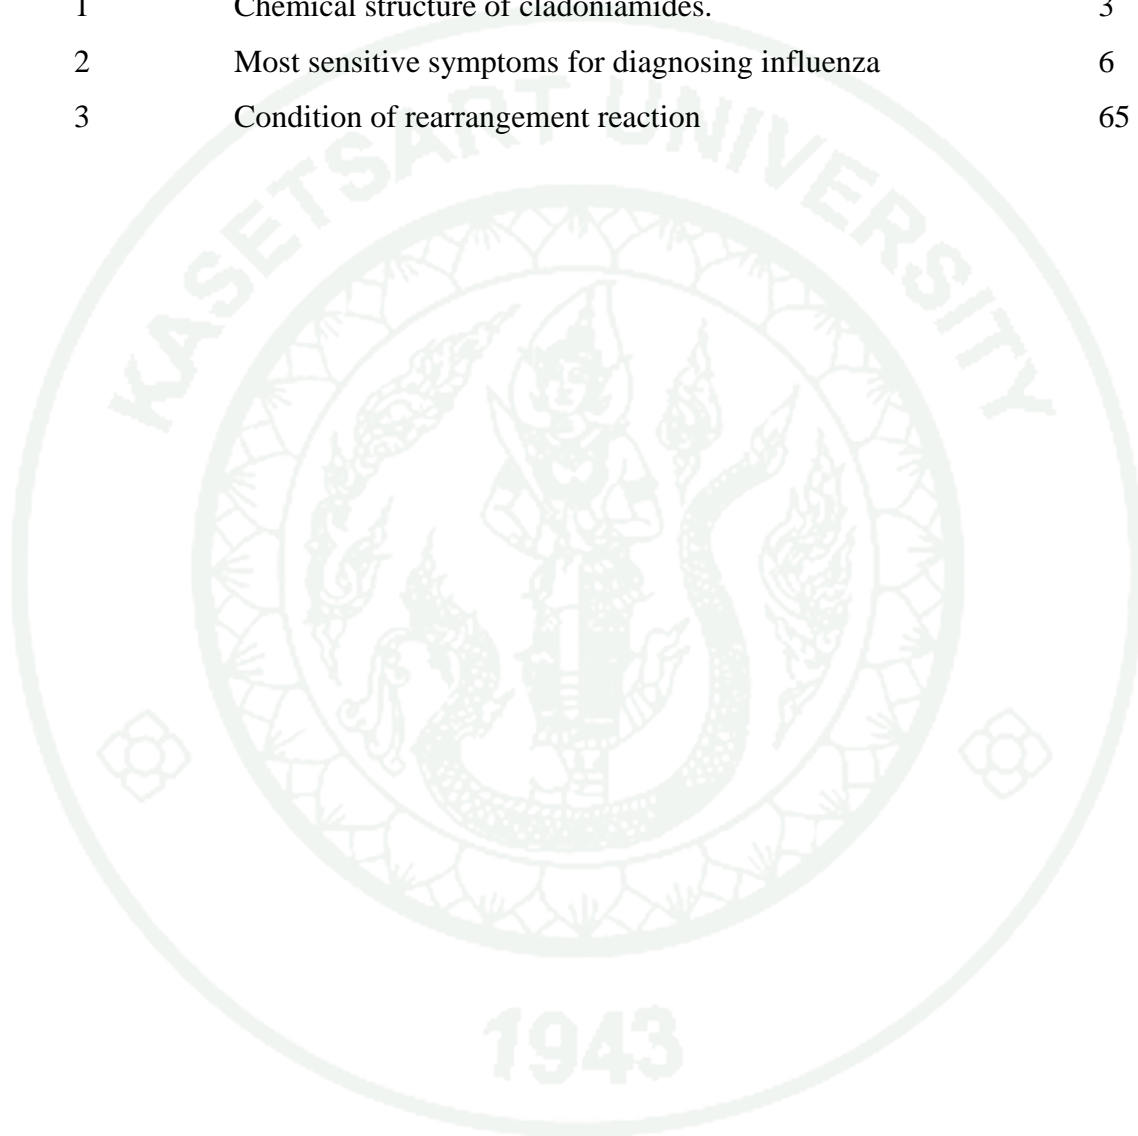 1 Chemical structure of cladoniamides. 3
2 Most sensitive symptoms for diagnosing influenza 6
3 Condition of rearrangement reaction 65
KASETSART UNIVERSITY
1943